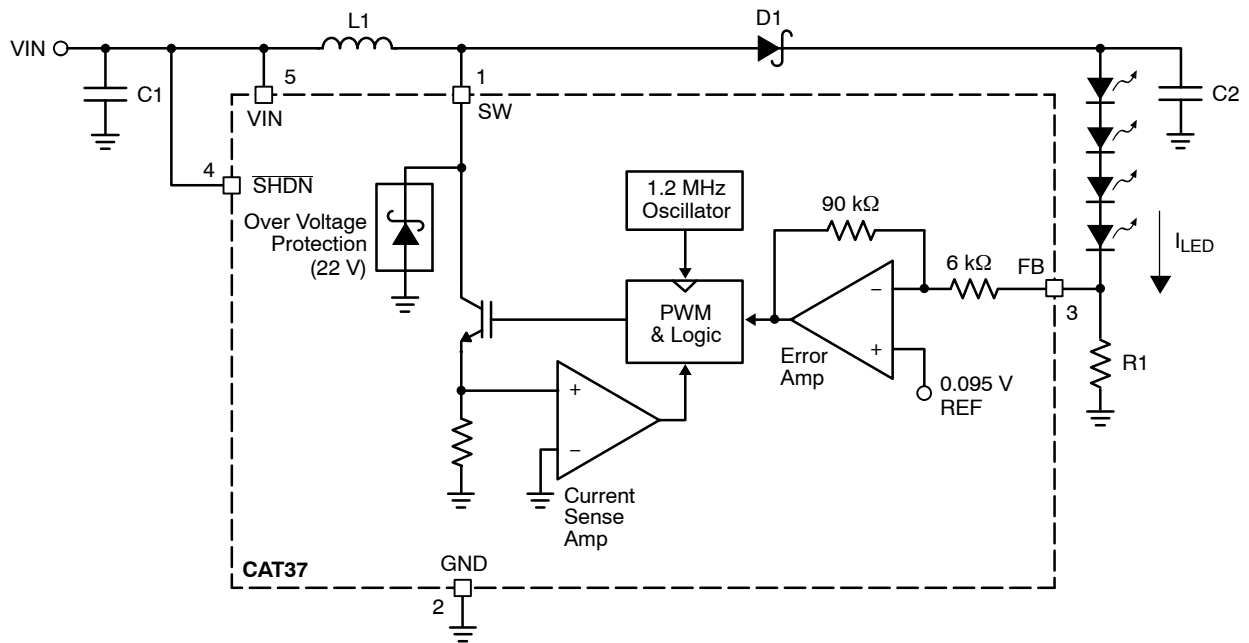 L1
D1
VIN
C1
5
1
C2
VIN
SW
4
SHDN
1.2 MHz
Oscillator
90 kΩ
Over Voltage
Protection
(22 V)
6 kΩ
FB
ILED
3
PWM
& Logic
−
+
Error
Amp
0.095 V
REF
R1
+
−
Current
Sense
Amp
CAT37
GND
2